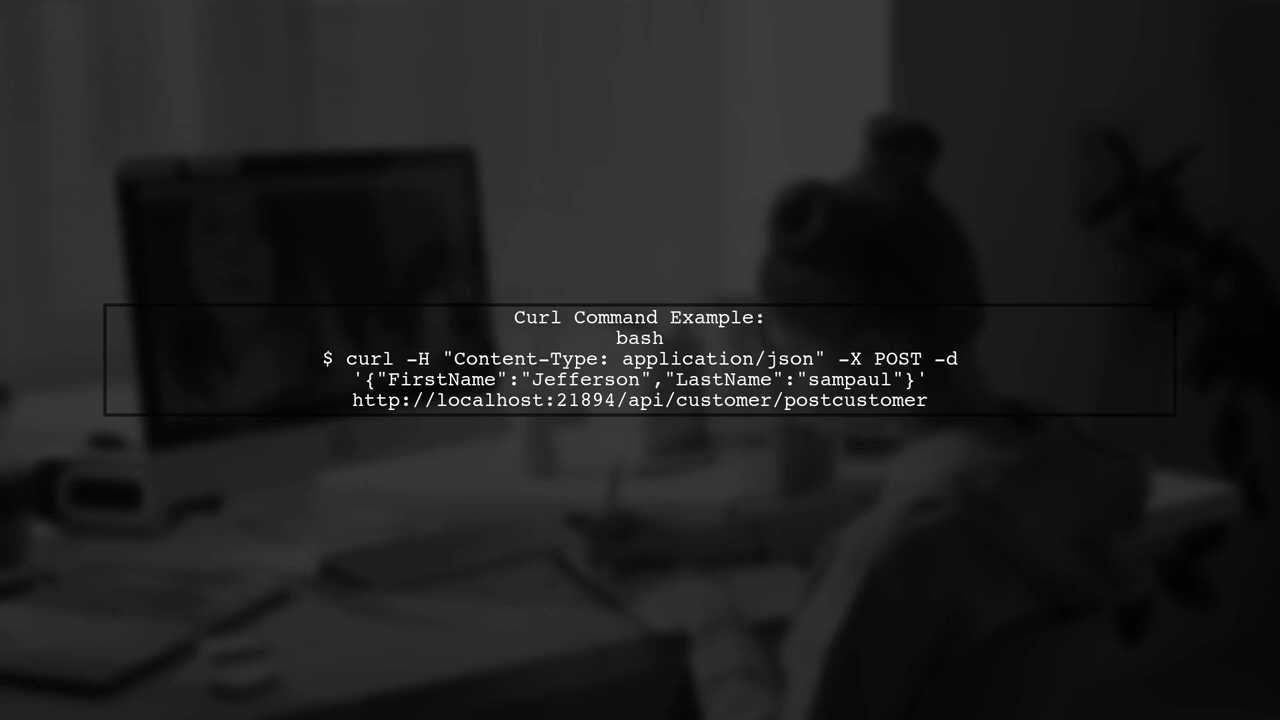 Curl Command Example:
bash
$ curl -H "Content-Type: application/json" -X POST -d
'{"FirstName":"Jefferson","LastName":"sampaul"}'
http://localhost:21894/api/customer/postcustomer